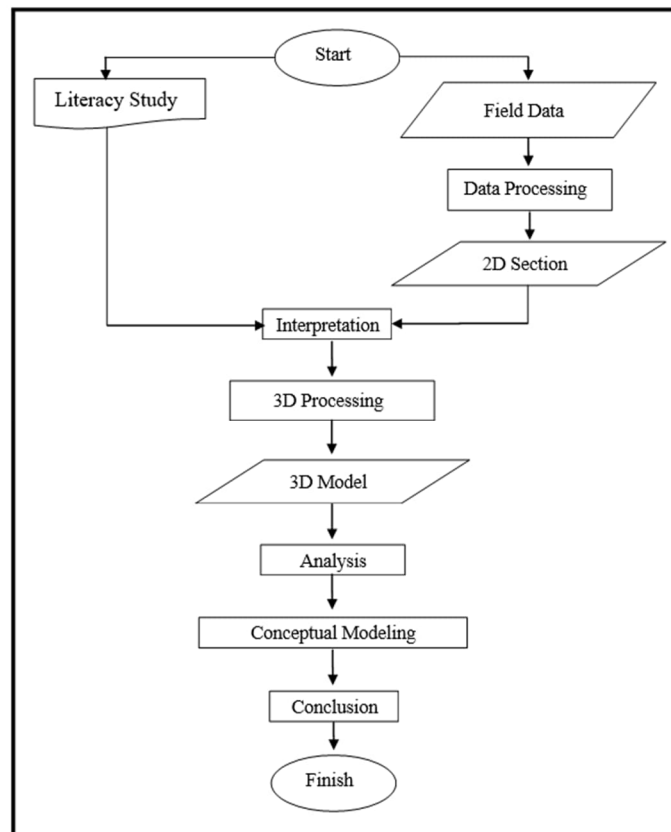 Start
Literacy Study
Field Data
Data Processing
2D Section
Interpretation
3D Processing
3D Model
Analysis
Conceptual Modeling
Conclusion
Finish